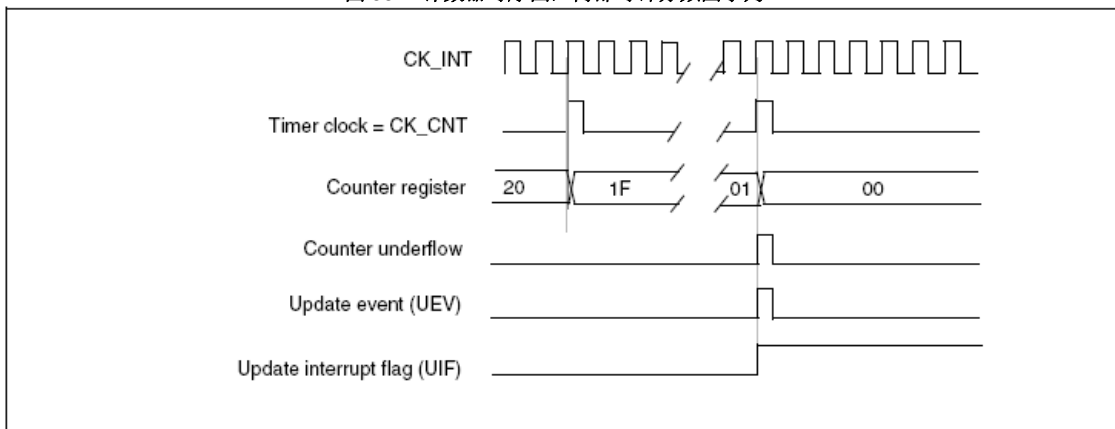 CK_INT
Timer clock = CK_CNT
Counter register 20 1F 01 00
Counter underflow
Update event (UEV)
Update interrupt flag (UIF)